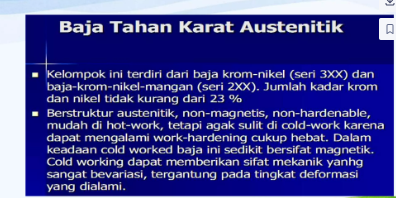 Baja Tahan Karat Austenitik
Kelompok ini terdiri dari baja krom-nikel (seri 3XX) dan
baja-krom-nikel-mangan (seri 2XX). Jumlah kadar krom
dan nikel tidak kurang dari 23 %
Berstruktur austenitik, non-magnetis, non-hardenable,
mudah di hot-work, tetapi agak sulit di cold-work karena
dapat mengalami work-hardening cukup hebat. Dalam
keadaan cold worked baja ini sedikit bersifat magnetik.
Cold working dapat memberikan sifat mekanik yanhg
sangat bevariasi, tergantung pada tingkat deformasi
yang dialami.